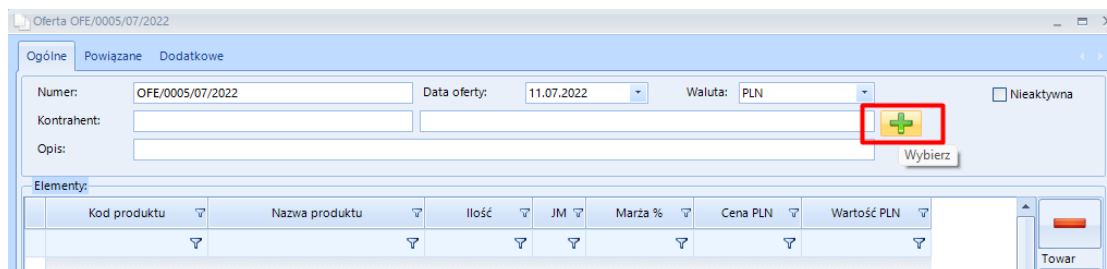 Oferta OFE/0005/07/2022
Ogólne Powiązane Dodatkowe
Numer: OFE/0005/07/2022 Data oferty: 11.07.2022 Waluta: PLN Nieaktywna
Kontrahent:
Wybierz
Opis:
Elementy:
Kod produktu Nazwa produktu Ilość JM Marża % Cena PLN Wartość PLN
Towar